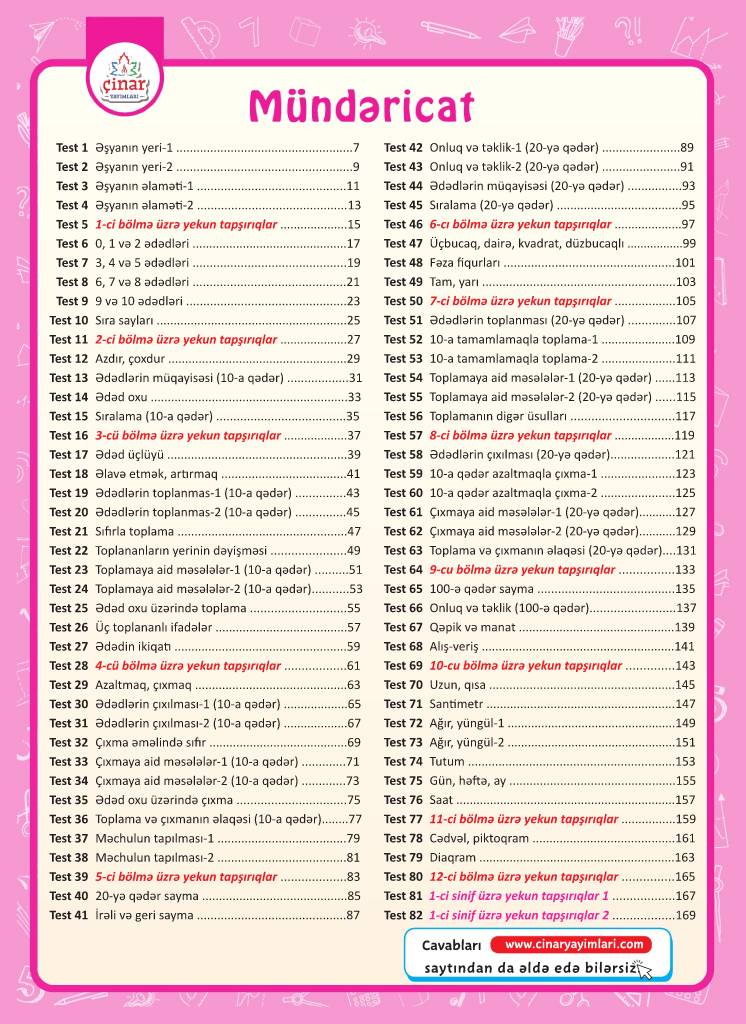 çinar
YAYIMLARI
Mündəricat
Test 1 Əşyanın yeri-1 ......................................................7
Test 2 Əşyanın yeri-2 ......................................................9
Test 3 Əşyanın əlaməti-1 ..............................................11
Test 4 Əşyanın əlaməti-2 ..............................................13
Test 5 1-ci bölmə üzrə yekun tapşırıqlar ....................15
Test 6 0, 1 və 2 ədədləri ..............................................17
Test 7 3, 4 və 5 ədədləri ..............................................19
Test 8 6, 7 və 8 ədədləri ..............................................21
Test 9 9 və 10 ədədləri ................................................23
Test 10 Sıra sayları .........................................................25
Test 11 2-ci bölmə üzrə yekun tapşırıqlar ....................27
Test 12 Azdır, çoxdur ......................................................29
Test 13 Ədədlərin müqayisəsi (10-a qədər) ..................31
Test 14 Ədəd oxu ...........................................................33
Test 15 Sıralama (10-a qədər) ........................................35
Test 16 3-cü bölmə üzrə yekun tapşırıqlar ...................37
Test 17 Ədəd üçlüyü ......................................................39
Test 18 Əlavə etmək, artırmaq .......................................41
Test 19 Ədədlərin toplanmas-1 (10-a qədər) ...............43
Test 20 Ədədlərin toplanmas-2 (10-a qədər) ...............45
Test 21 Sıfırla toplama ...................................................47
Test 22 Toplananların yerinin dəyişməsi ........................49
Test 23 Toplamaya aid məsələlər-1 (10-a qədər) ..........51
Test 24 Toplamaya aid məsələlər-2 (10-a qədər)...........53
Test 25 Ədəd oxu üzərində toplama .............................55
Test 26 Üç toplananlı ifadələr ........................................57
Test 27 Ədədin ikiqatı ....................................................59
Test 28 4-cü bölmə üzrə yekun tapşırıqlar ...................61
Test 29 Azaltmaq, çıxmaq ..............................................63
Test 30 Ədədlərin çıxılması-1 (10-a qədər) ...................65
Test 31 Ədədlərin çıxılması-2 (10-a qədər) ...................67
Test 32 Çıxma əməlində sıfır ..........................................69
Test 33 Çıxmaya aid məsələlər-1 (10-a qədər) .............71
Test 34 Çıxmaya aid məsələlər-2 (10-a qədər) .............73
Test 35 Ədəd oxu üzərində çıxma .................................75
Test 36 Toplama və çıxmanın əlaqəsi (10-a qədər)........77
Test 37 Məchulun tapılması-1 ........................................79
Test 38 Məchulun tapılması-2 ........................................81
Test 39 5-ci bölmə üzrə yekun tapşırıqlar ....................83
Test 40 20-yə qədər sayma ............................................85
Test 41 İrəli və geri sayma .............................................87
Test 42 Onluq və təklik-1 (20-yə qədər) .......................89
Test 43 Onluq və təklik-2 (20-yə qədər) .......................91
Test 44 Ədədlərin müqayisəsi (20-yə qədər) ................93
Test 45 Sıralama (20-yə qədər) .....................................95
Test 46 6-cı bölmə üzrə yekun tapşırıqlar ....................97
Test 47 Üçbucaq, dairə, kvadrat, düzbucaqlı ................99
Test 48 Fəza fiqurları ...................................................101
Test 49 Tam, yarı .........................................................103
Test 50 7-ci bölmə üzrə yekun tapşırıqlar ..................105
Test 51 Ədədlərin toplanması (20-yə qədər) ..............107
Test 52 10-a tamamlamaqla toplama-1 ......................109
Test 53 10-a tamamlamaqla toplama-2 ......................111
Test 54 Toplamaya aid məsələlər-1 (20-yə qədər) ......113
Test 55 Toplamaya aid məsələlər-2 (20-yə qədər) ......115
Test 56 Toplamanın digər üsulları ................................117
Test 57 8-ci bölmə üzrə yekun tapşırıqlar ..................119
Test 58 Ədədlərin çıxılması (20-yə qədər)...................121
Test 59 10-a qədər azaltmaqla çıxma-1 .......................123
Test 60 10-a qədər azaltmaqla çıxma-2 .......................125
Test 61 Çıxmaya aid məsələlər-1 (20-yə qədər)...........127
Test 62 Çıxmaya aid məsələlər-2 (20-yə qədər)...........129
Test 63 Toplama və çıxmanın əlaqəsi (20-yə qədər)....131
Test 64 9-cu bölmə üzrə yekun tapşırıqlar .................133
Test 65 100-ə qədər sayma .........................................135
Test 66 Onluq və təklik (100-ə qədər).........................137
Test 67 Qəpik və manat ...............................................139
Test 68 Alış-veriş .........................................................141
Test 69 10-cu bölmə üzrə yekun tapşırıqlar ...............143
Test 70 Uzun, qısa .......................................................145
Test 71 Santimetr ........................................................147
Test 72 Ağır, yüngül-1 ..................................................149
Test 73 Ağır, yüngül-2 ..................................................151
Test 74 Tutum ..............................................................153
Test 75 Gün, həftə, ay ..................................................155
Test 76 Saat .................................................................157
Test 77 11-ci bölmə üzrə yekun tapşırıqlar ................159
Test 78 Cədvəl, piktoqram ...........................................161
Test 79 Diaqram ..........................................................163
Test 80 12-ci bölmə üzrə yekun tapşırıqlar ................165
Test 81 1-ci sinif üzrə yekun tapşırıqlar 1 ..................167
Test 82 1-ci sinif üzrə yekun tapşırıqlar 2 ..................169
Cavabları www.cinaryayimlari.com
saytından da əldə edə bilərsiz